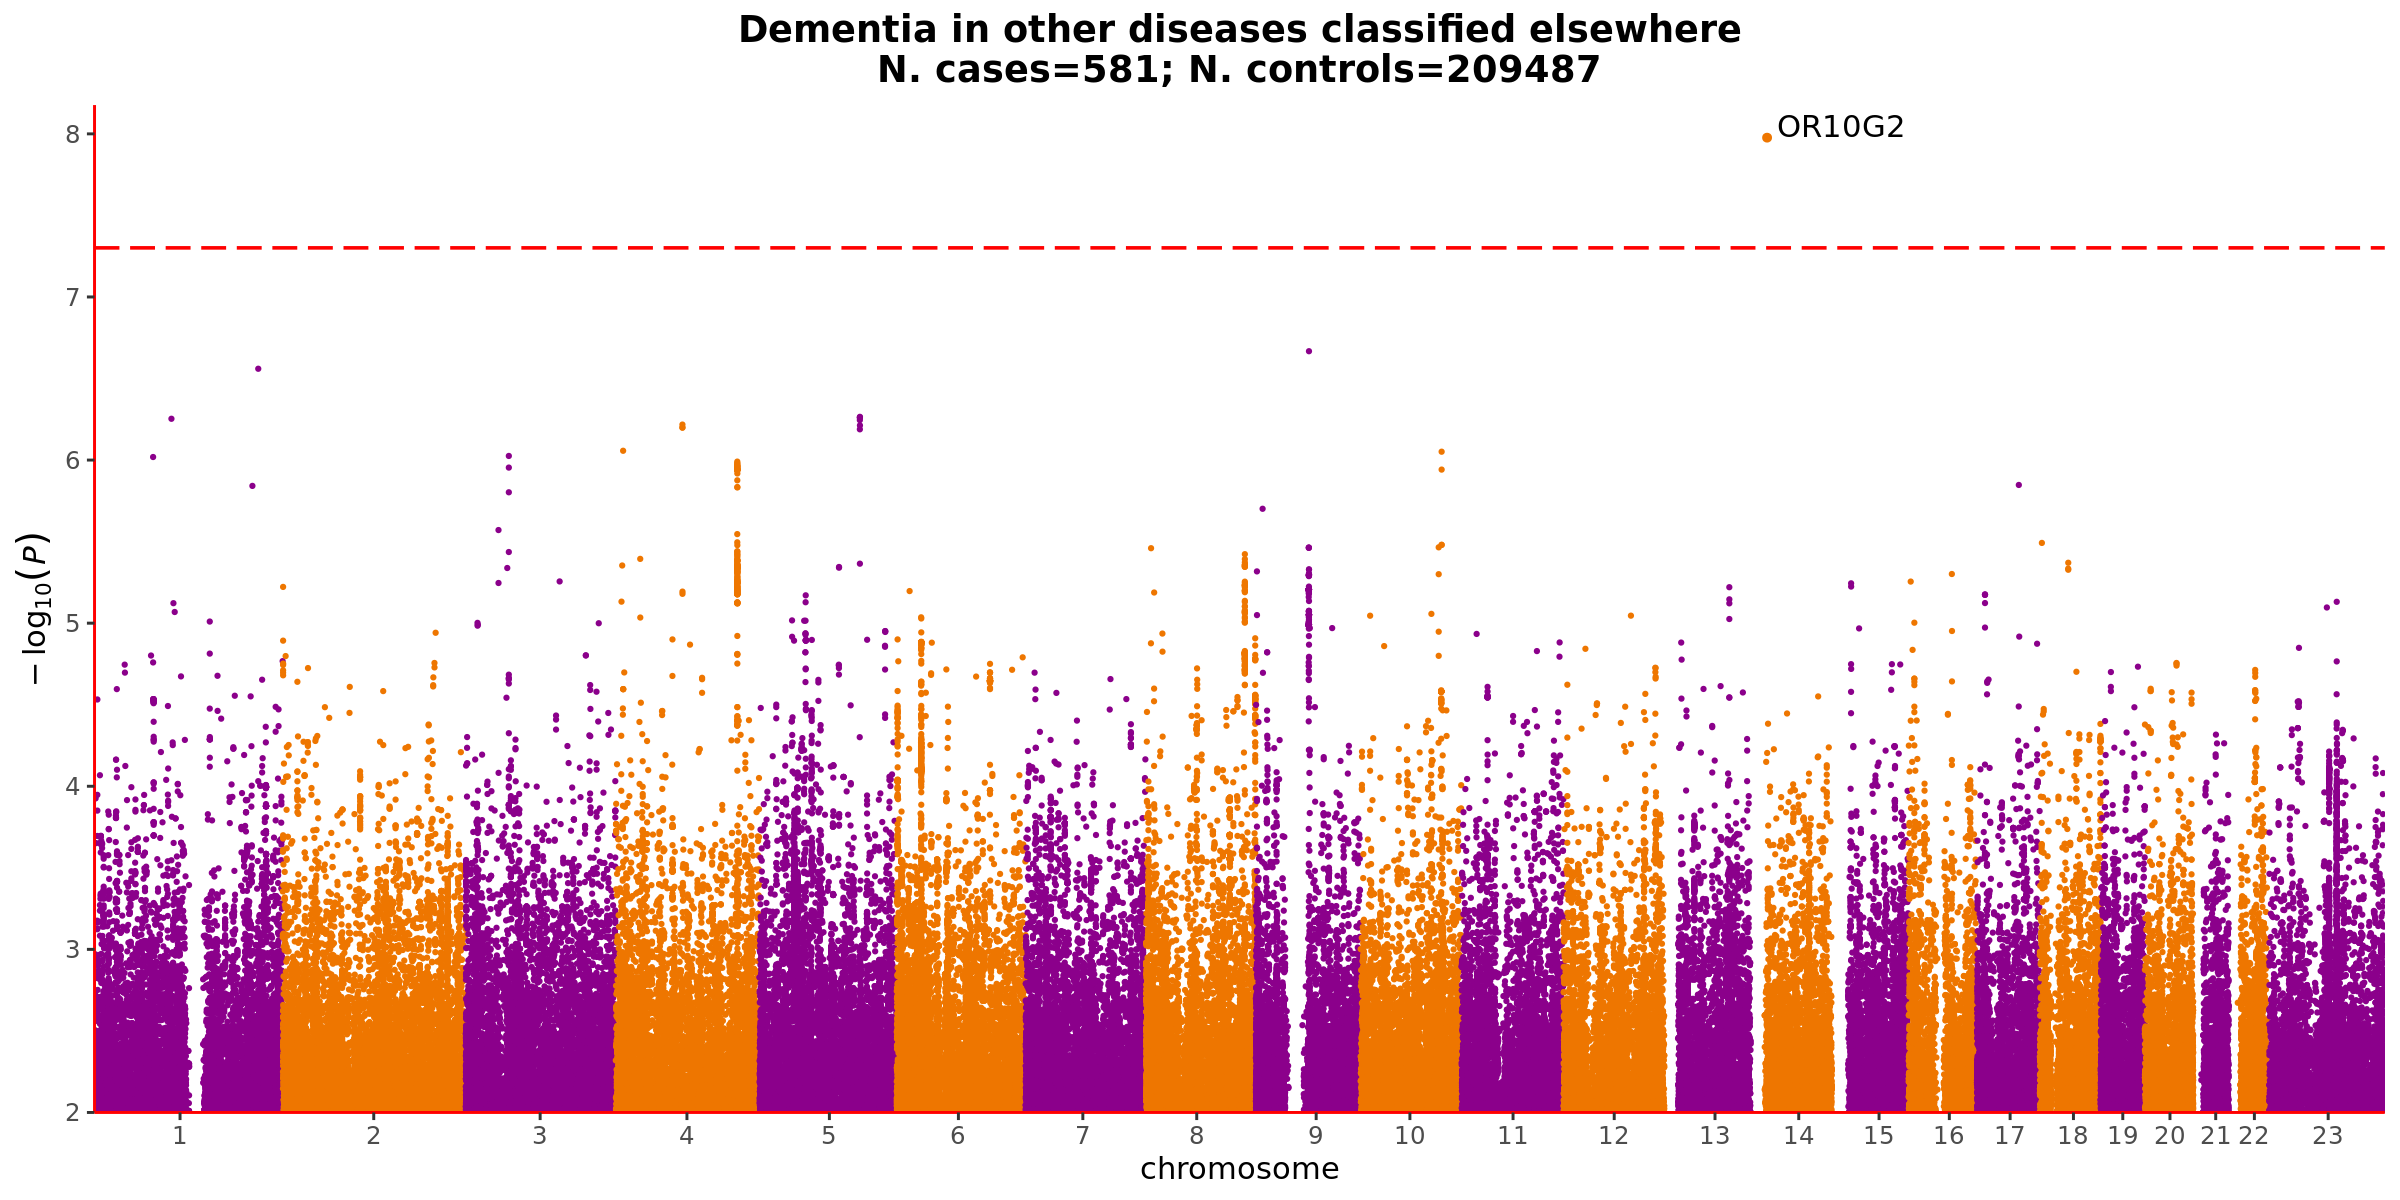 Dementia in other diseases classified elsewhere
N. cases=581; N. controls=209487
OR10G2
8
7
6
5
4
3
2
−log10(P)
1 2 3 4 5 6 7 8 9 10 11 12 13 14 15 16 17 18 19 20 21 22 23
chromosome